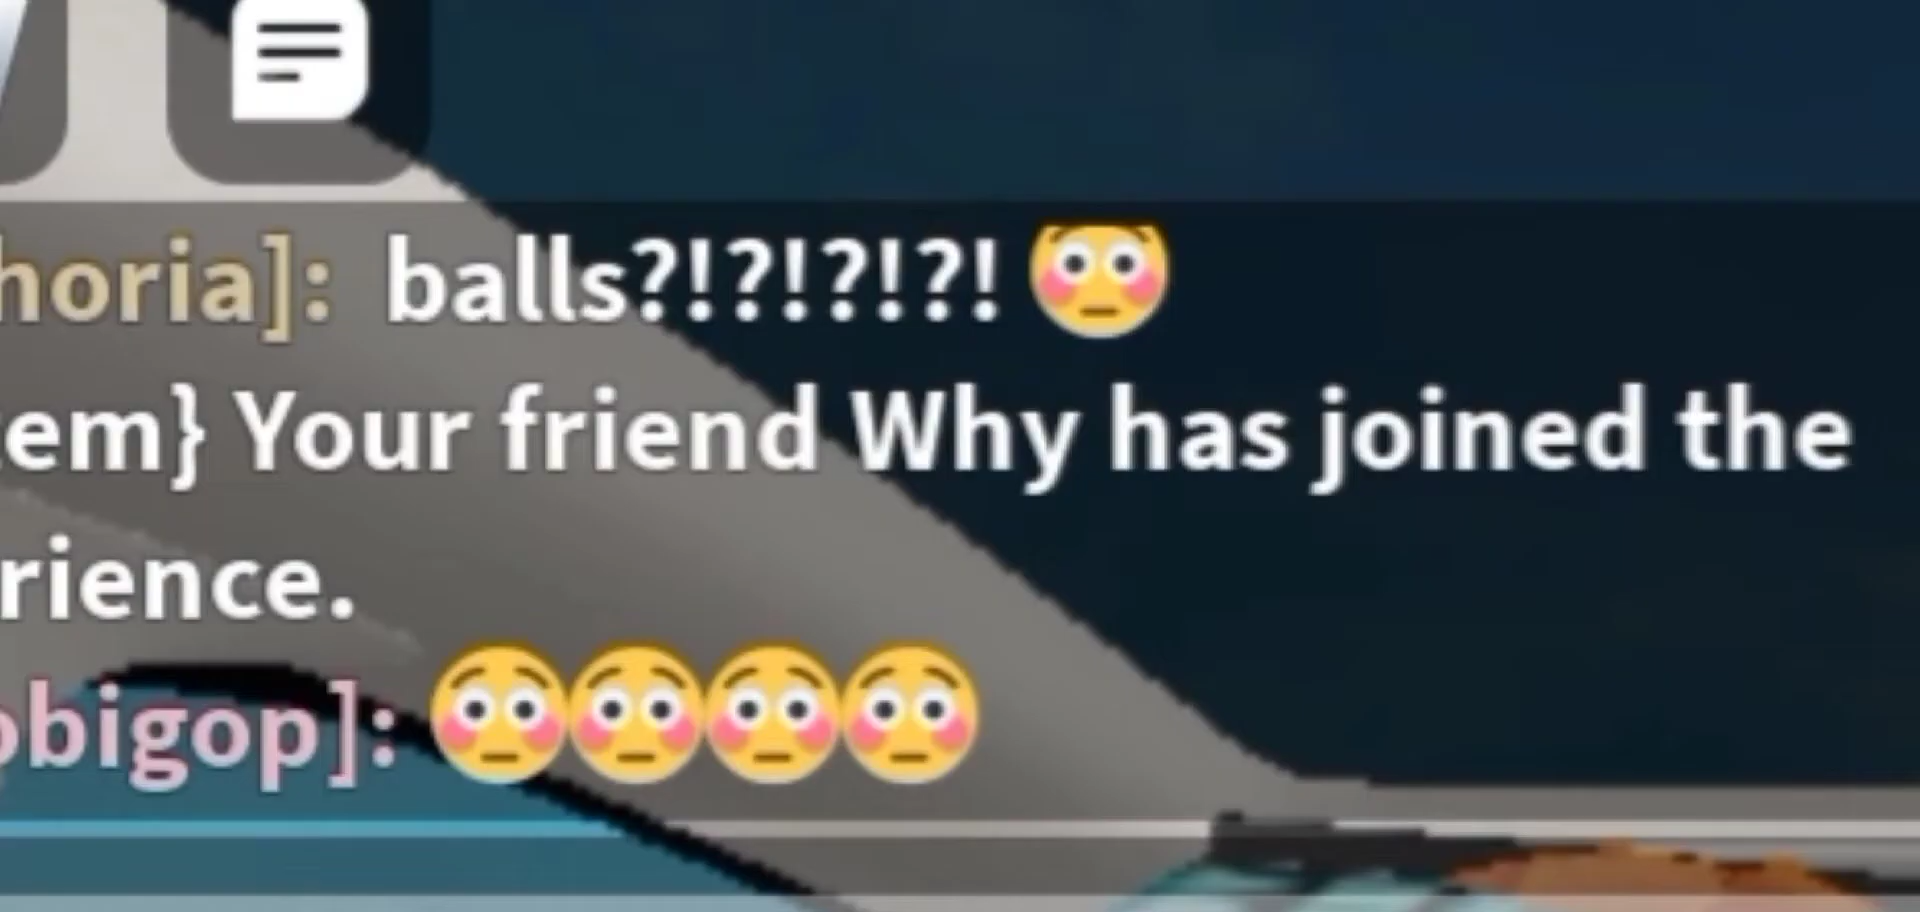 horia]: balls?!?!?!?! 😳
em} Your friend Why has joined the
rience.
bigop]: 😳😳😳😳